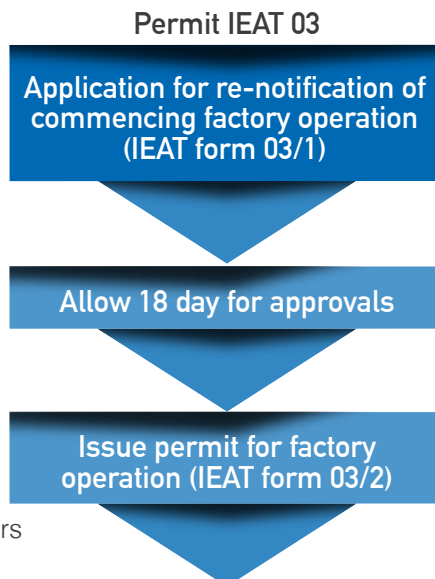 Permit IEAT 03
Application for re-notification of
commencing factory operation
(IEAT form 03/1)
Allow 18 day for approvals
Issue permit for factory
operation (IEAT form 03/2)
rs